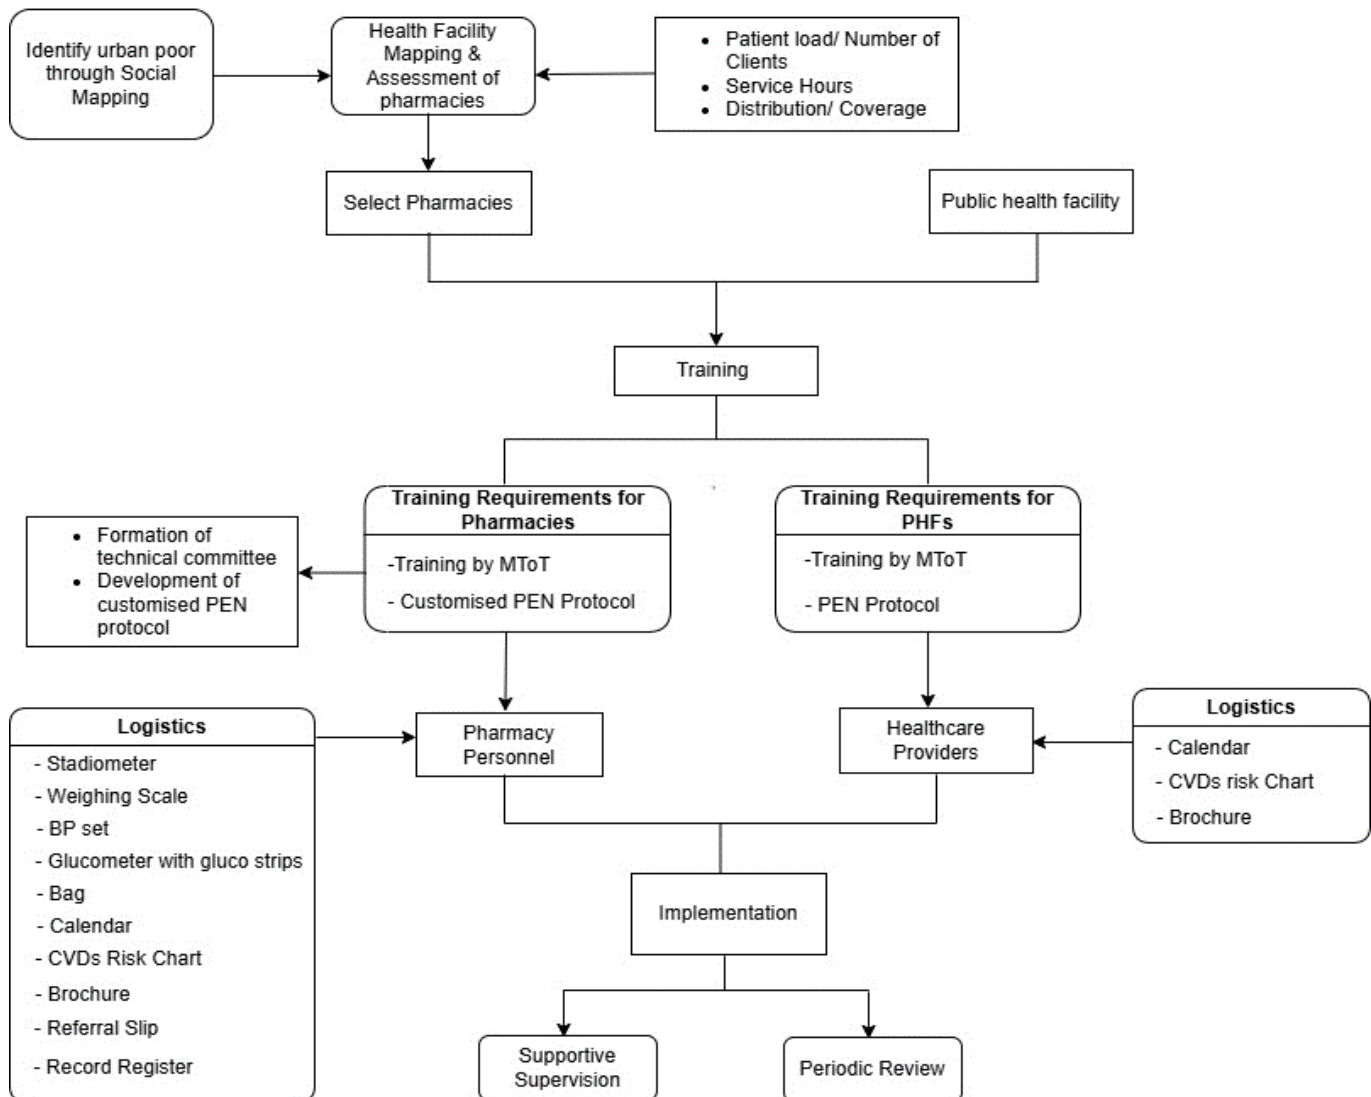 Identify urban poor
through Social
Mapping
Health Facility
Mapping &
Assessment of
pharmacies
• Patient load/ Number of
Clients
• Service Hours
• Distribution/ Coverage
Select Pharmacies
Public health facility
Training
Training Requirements for
Pharmacies
-Training by MToT
- Customised PEN Protocol
Training Requirements for
PHFs
-Training by MToT
- PEN Protocol
• Formation of
technical committee
• Development of
customised PEN
protocol
Logistics
- Stadiometer
- Weighing Scale
- BP set
- Glucometer with gluco strips
- Bag
- Calendar
- CVDs Risk Chart
- Brochure
- Referral Slip
- Record Register
Pharmacy
Personnel
Healthcare
Providers
Logistics
- Calendar
- CVDs risk Chart
- Brochure
Implementation
Supportive
Supervision
Periodic Review